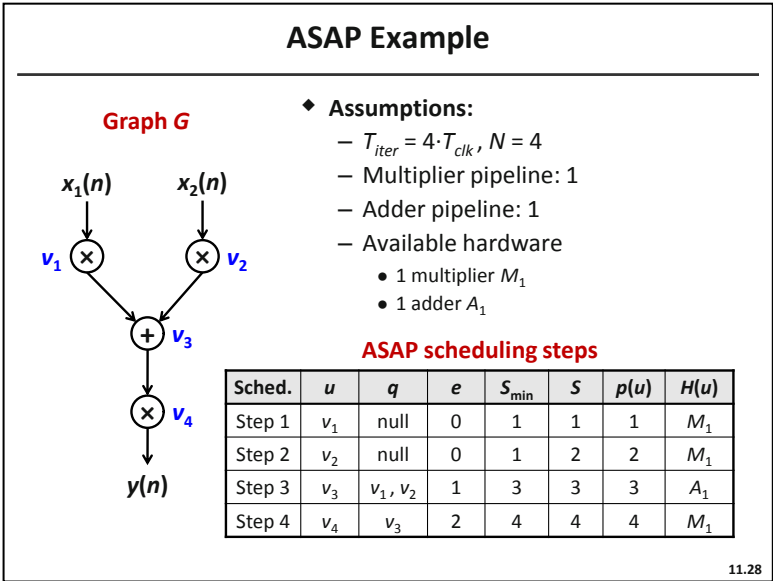 ASAP Example
Graph G
x1(n) x2(n)
v1 × × v2
+ v3
× v4
y(n)
◆ Assumptions:
– Titer = 4·Tclk, N = 4
– Multiplier pipeline: 1
– Adder pipeline: 1
– Available hardware
• 1 multiplier M1
• 1 adder A1
ASAP scheduling steps
Sched. u q e Smin S p(u) H(u)
Step 1 v1 null 0 1 1 1 M1
Step 2 v2 null 0 1 2 2 M1
Step 3 v3 v1, v2 1 3 3 3 A1
Step 4 v4 v3 2 4 4 4 M1
11.28